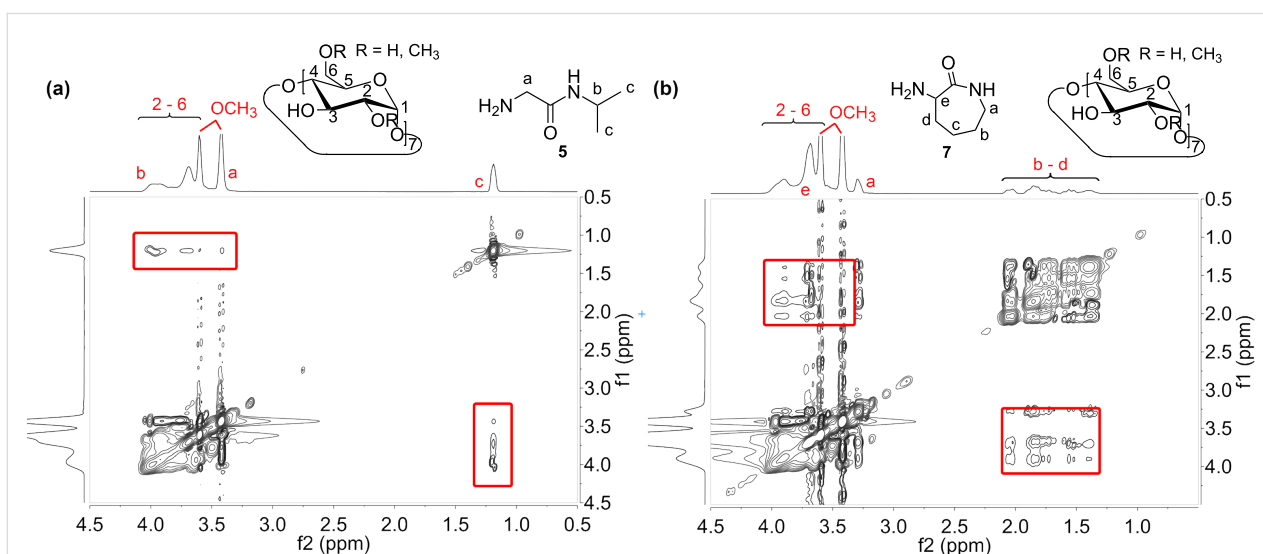 (a)
OR R = H, CH₃
6
4
5
O
O
2
HO
3
1
RO
O
7
2 - 6
OCH₃
a
H
N
b
c
H₂N
O
c
5
b
a
c
0.5
1.0
1.5
2.0
2.5
3.0
3.5
4.0
4.5
f1 (ppm)
4.5 4.0 3.5 3.0 2.5 2.0 1.5 1.0 0.5
f2 (ppm)
(b)
2 - 6
OCH₃
O
H₂N
NH
e
a
d
c
b
7
OR R = H, CH₃
6
4
5
O
O
2
HO
3
1
RO
O
7
b - d
e
a
0.5
1.0
1.5
2.0
2.5
3.0
3.5
4.0
f1 (ppm)
4.5 4.0 3.5 3.0 2.5 2.0 1.5 1.0
f2 (ppm)